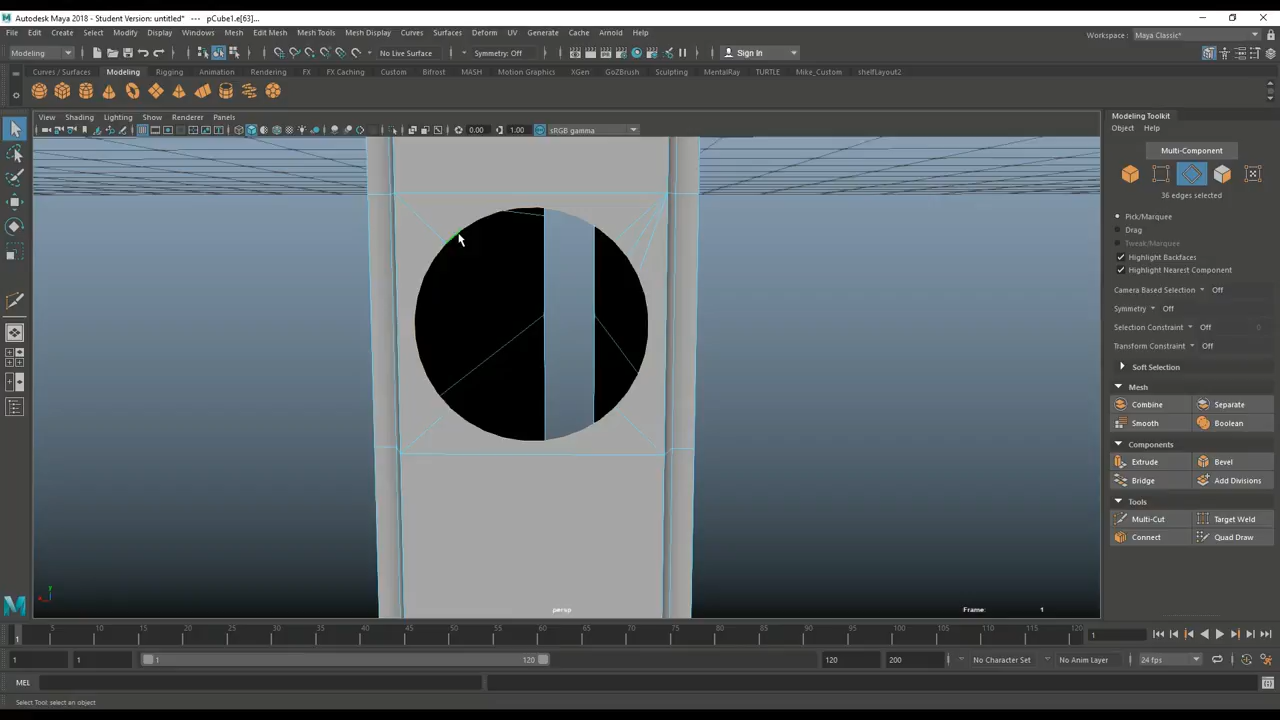 Autodesk Maya 2018 - Student Version: untitled*   ---   pCube1.e[63]...
File Edit Create Select Modify Display Windows Mesh Edit Mesh Mesh Tools Mesh Display Curves Surfaces Deform UV Generate Cache Arnold Help
Workspace: Maya Classic*
Modeling No Live Surface Symmetry: Off Sign In
Curves / Surfaces Modeling Rigging Animation Rendering FX FX Caching Custom Bifrost MASH Motion Graphics XGen GoZBrush Sculpting MentalRay TURTLE Mike_Custom shelfLayout2
View Shading Lighting Show Renderer Panels
0.00 1.00 sRGB gamma
Modeling Toolkit
Object Help
Multi-Component
36 edges selected
Pick/Marquee
Drag
Tweak/Marquee
Highlight Backfaces
Highlight Nearest Component
Camera Based Selection Off
Symmetry Off
Selection Constraint Off
Transform Constraint Off
Soft Selection
Mesh
Combine Separate
Smooth Boolean
Components
Extrude Bevel
Bridge Add Divisions
Tools
Multi-Cut Target Weld
Connect Quad Draw
persp Frame: 1
5 10 15 20 25 30 35 40 45 50 55 60 65 70 75 80 85 90 95 100 105 110 115 120
1 1
1 1 1 120 120 200 No Character Set No Anim Layer 24 fps
MEL
Select Tool: select an object